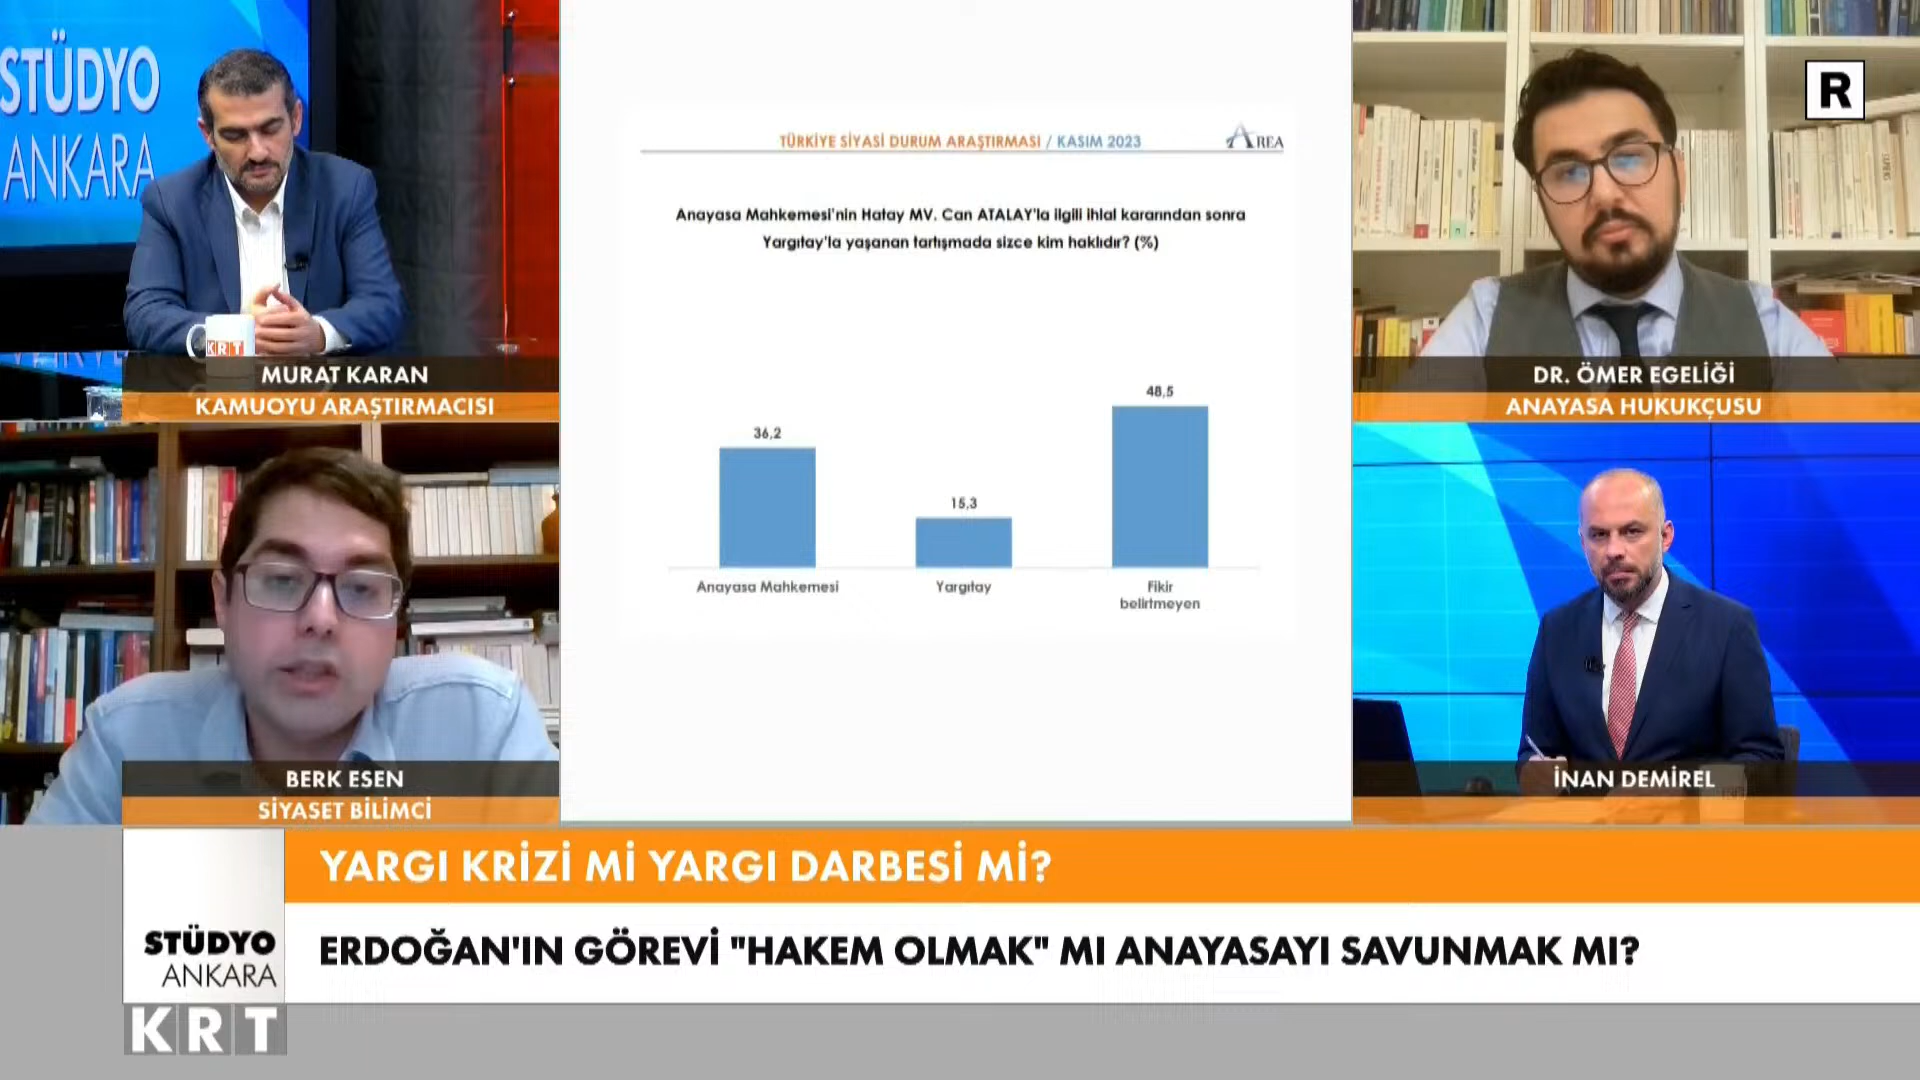 STÜDYO
ANKARA
KRT
MURAT KARAN
KAMUOYU ARAŞTIRMACISI
TÜRKİYE SİYASİ DURUM ARAŞTIRMASI / KASIM 2023
AREA
Anayasa Mahkemesi'nin Hatay MV. Can ATALAY'la ilgili ihlal kararından sonra
Yargıtay'la yaşanan tartışmada sizce kim haklıdır? (%)
36,2
15,3
48,5
Anayasa Mahkemesi
Yargıtay
Fikir
belirtmeyen
R
DR. ÖMER EGELİĞİ
ANAYASA HUKUKÇUSU
BERK ESEN
SİYASET BİLİMCİ
İNAN DEMİREL
YARGI KRİZİ Mİ YARGI DARBESİ Mİ?
ERDOĞAN'IN GÖREVİ "HAKEM OLMAK" MI ANAYASAYI SAVUNMAK MI?
STÜDYO
ANKARA
KRT